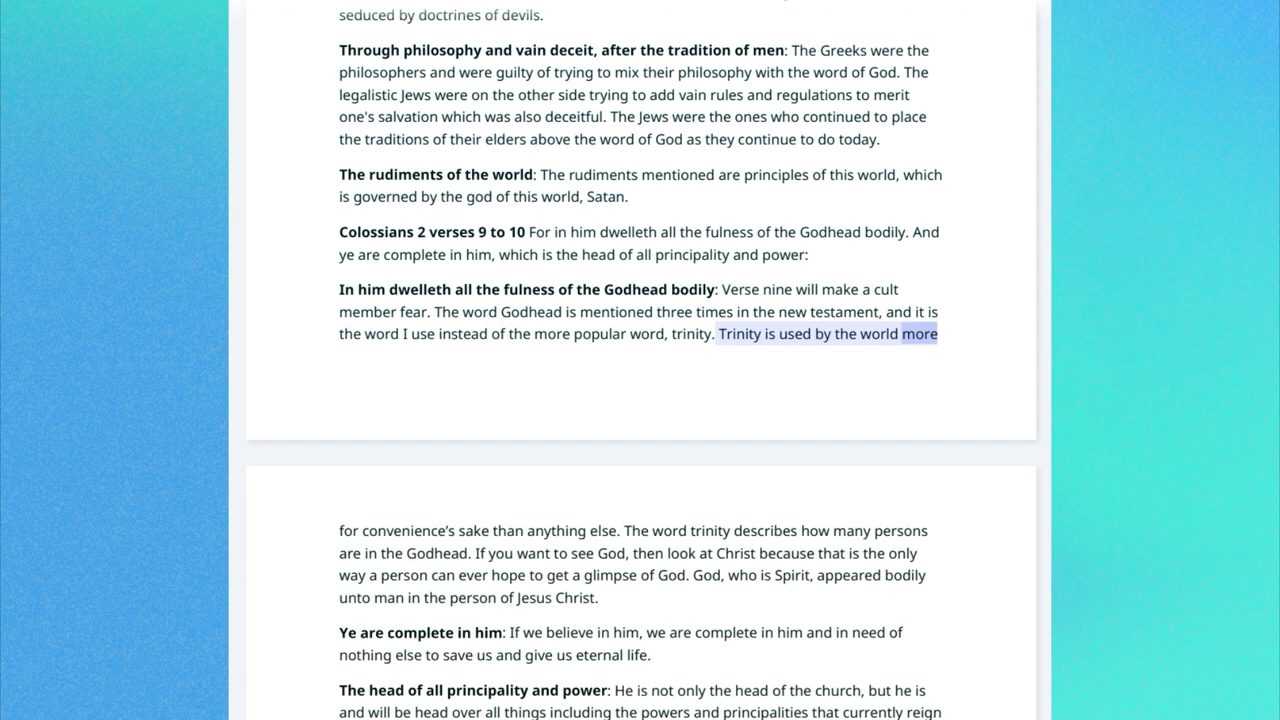 seduced by doctrines of devils.
Through philosophy and vain deceit, after the tradition of men: The Greeks were the
philosophers and were guilty of trying to mix their philosophy with the word of God. The
legalistic Jews were on the other side trying to add vain rules and regulations to merit
one's salvation which was also deceitful. The Jews were the ones who continued to place
the traditions of their elders above the word of God as they continue to do today.
The rudiments of the world: The rudiments mentioned are principles of this world, which
is governed by the god of this world, Satan.
Colossians 2 verses 9 to 10 For in him dwelleth all the fulness of the Godhead bodily. And
ye are complete in him, which is the head of all principality and power:
In him dwelleth all the fulness of the Godhead bodily: Verse nine will make a cult
member fear. The word Godhead is mentioned three times in the new testament, and it is
the word I use instead of the more popular word, trinity. Trinity is used by the world more
for convenience’s sake than anything else. The word trinity describes how many persons
are in the Godhead. If you want to see God, then look at Christ because that is the only
way a person can ever hope to get a glimpse of God. God, who is Spirit, appeared bodily
unto man in the person of Jesus Christ.
Ye are complete in him: If we believe in him, we are complete in him and in need of
nothing else to save us and give us eternal life.
The head of all principality and power: He is not only the head of the church, but he is
and will be head over all things including the powers and principalities that currently reign